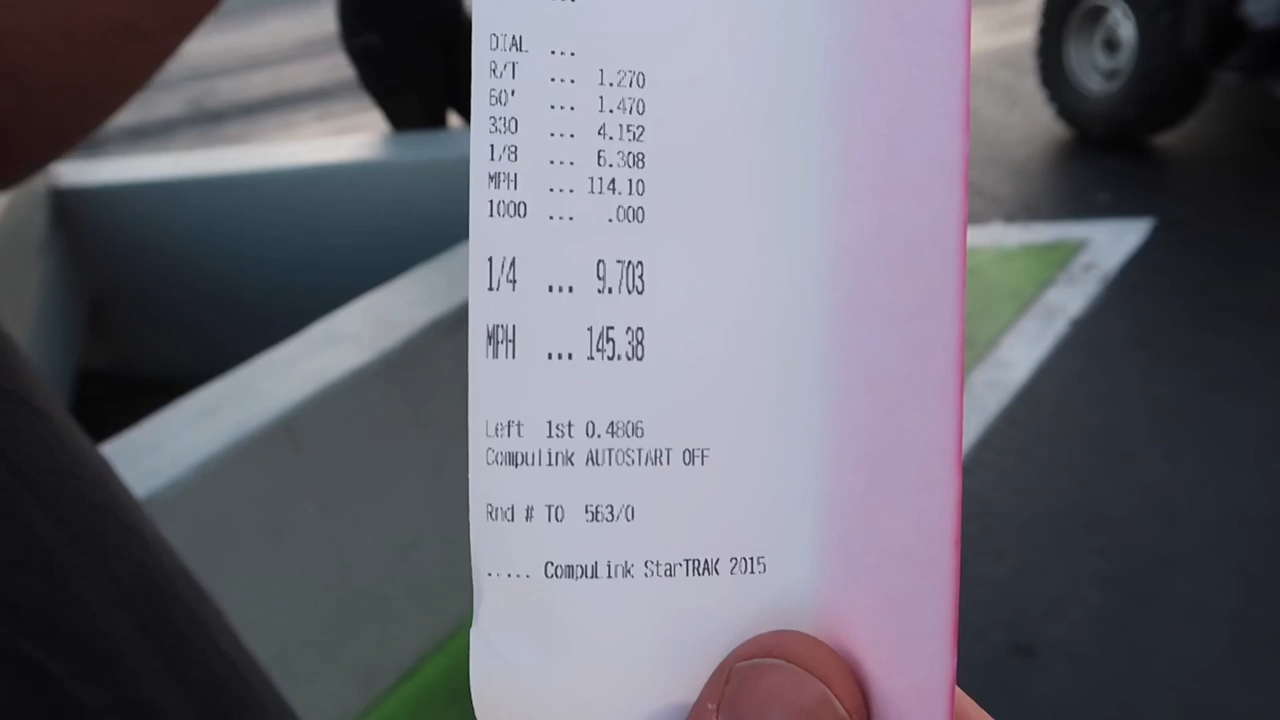 DIAL ...
R/T ... 1.270
60' ... 1.470
330 ... 4.152
1/8 ... 6.308
MPH ... 114.10
1000 ... .000
1/4 ... 9.703
MPH ... 145.38
Left 1st 0.4806
Compulink AUTOSTART OFF
Rnd # TO 563/0
..... CompuLink StarTRAK 2015